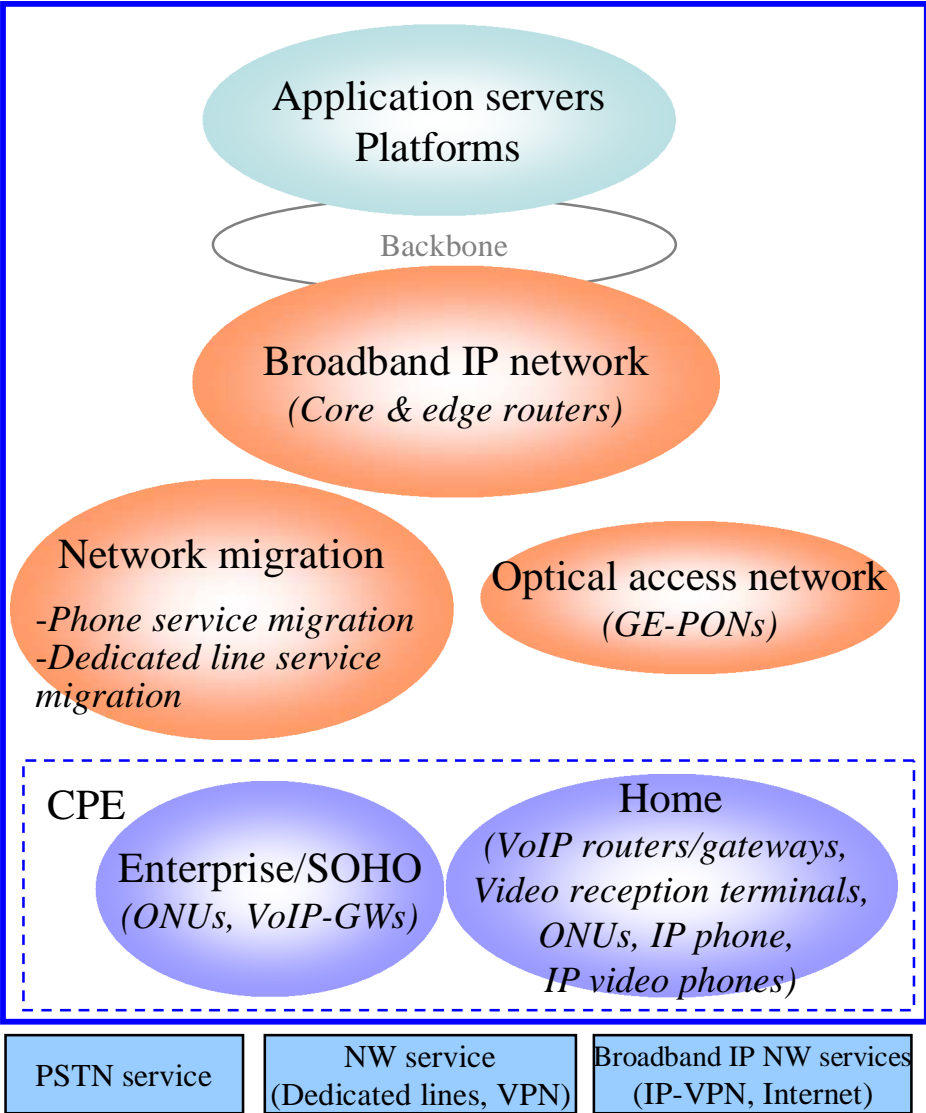 Application servers
Platforms
Backbone
Broadband IP network
(Core & edge routers)
Network migration
-Phone service migration
-Dedicated line service
migration
Optical access network
(GE-PONs)
CPE
Enterprise/SOHO
(ONUs, VoIP-GWs)
Home
(VoIP routers/gateways,
Video reception terminals,
ONUs, IP phone,
IP video phones)
PSTN service
NW service
(Dedicated lines, VPN)
Broadband IP NW services
(IP-VPN, Internet)